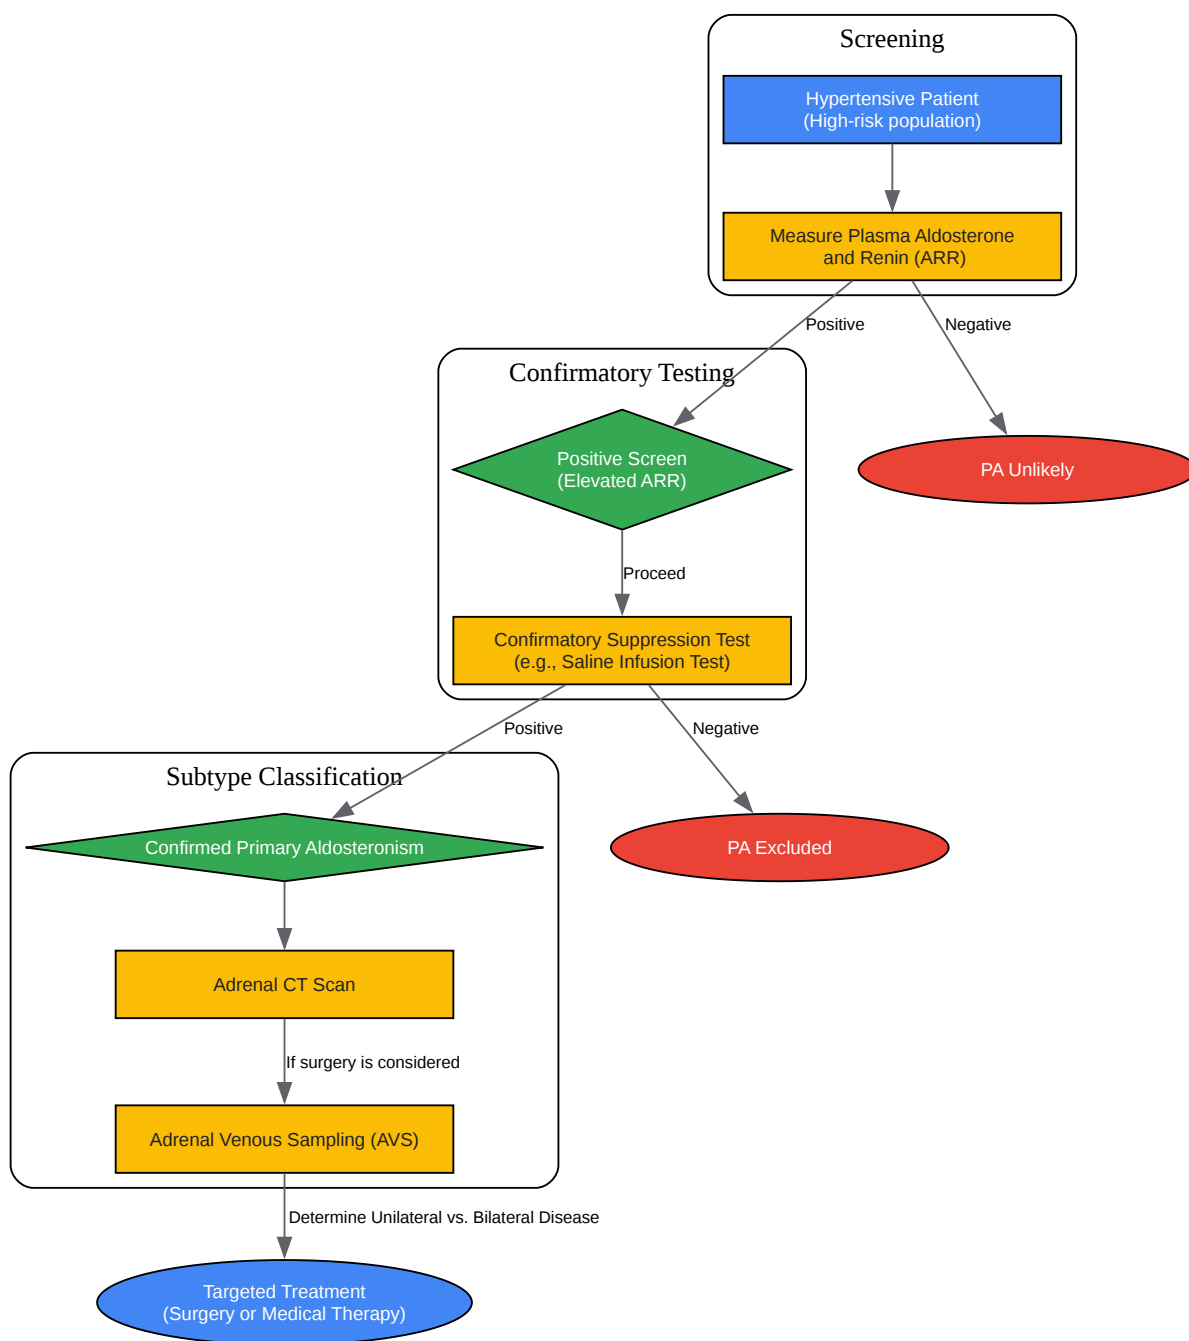 Screening
Hypertensive Patient
(High-risk population)
Measure Plasma Aldosterone
and Renin (ARR)
Positive
Negative
Confirmatory Testing
Positive Screen
(Elevated ARR)
PA Unlikely
Proceed
Confirmatory Suppression Test
(e.g., Saline Infusion Test)
Positive
Negative
Subtype Classification
Confirmed Primary Aldosteronism
PA Excluded
Adrenal CT Scan
If surgery is considered
Adrenal Venous Sampling (AVS)
Determine Unilateral vs. Bilateral Disease
Targeted Treatment
(Surgery or Medical Therapy)